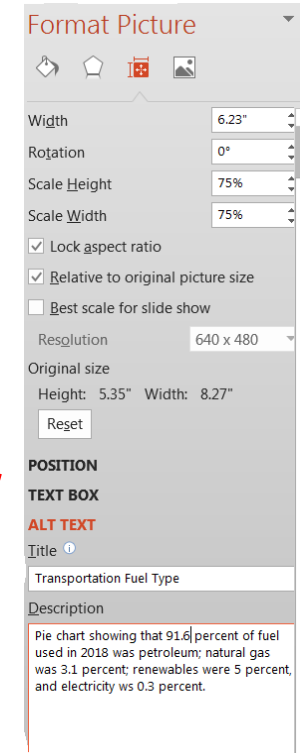 Format Picture
Width 6.23"
Rotation 0°
Scale Height 75%
Scale Width 75%
Lock aspect ratio
Relative to original picture size
Best scale for slide show
Resolution 640 x 480
Original size
Height: 5.35" Width: 8.27"
Reset
POSITION
TEXT BOX
ALT TEXT
Title
Transportation Fuel Type
Description
Pie chart showing that 91.6 percent of fuel
used in 2018 was petroleum; natural gas
was 3.1 percent; renewables were 5 percent,
and electricity ws 0.3 percent.